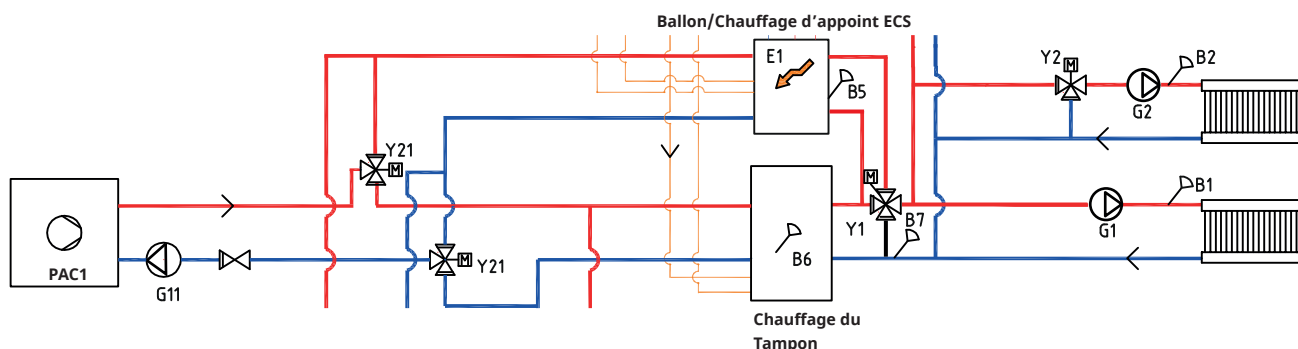 Ballon/Chauffage d’appoint ECS
E1
B5
Y2
M
B2
G2
Y21
M
M
B1
PAC1
Y1
B7
G1
B6
M
Y21
G11
Chauffage du
Tampon